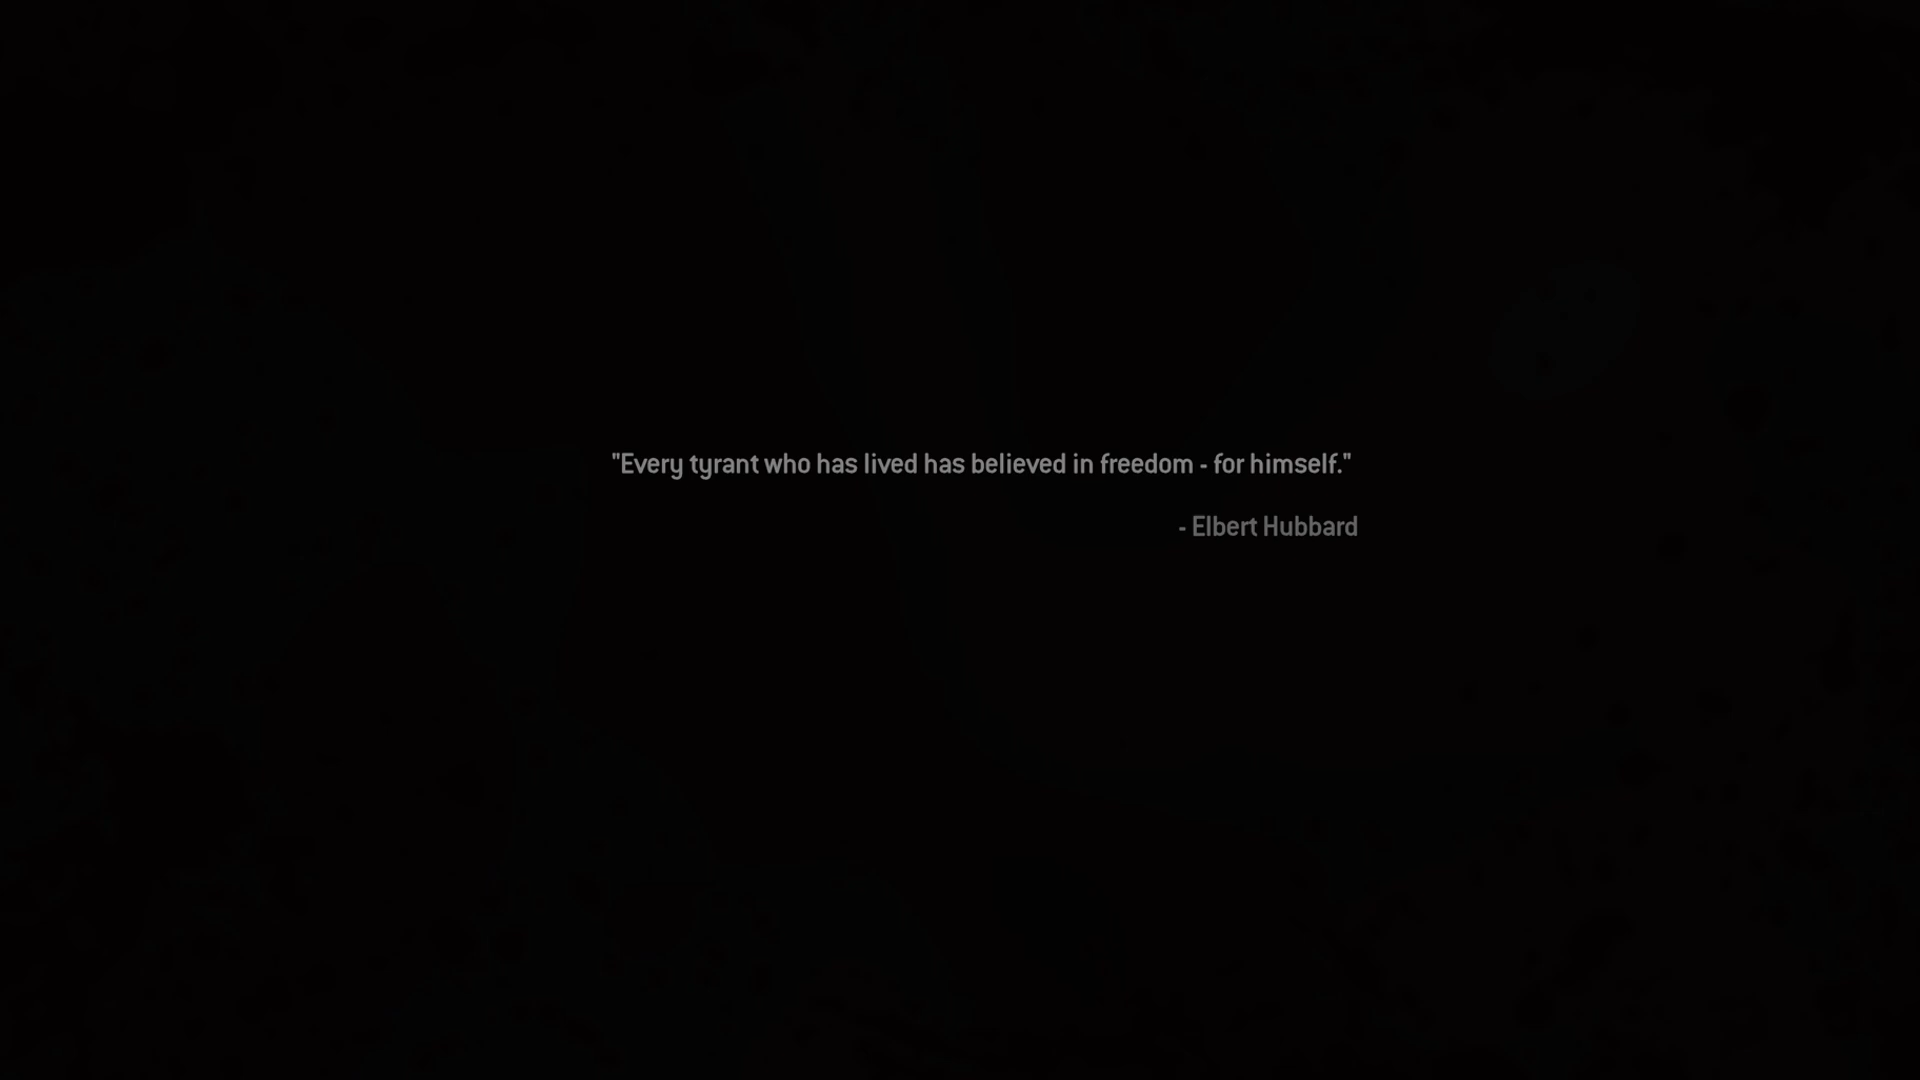 "Every tyrant who has lived has believed in freedom - for himself."
- Elbert Hubbard